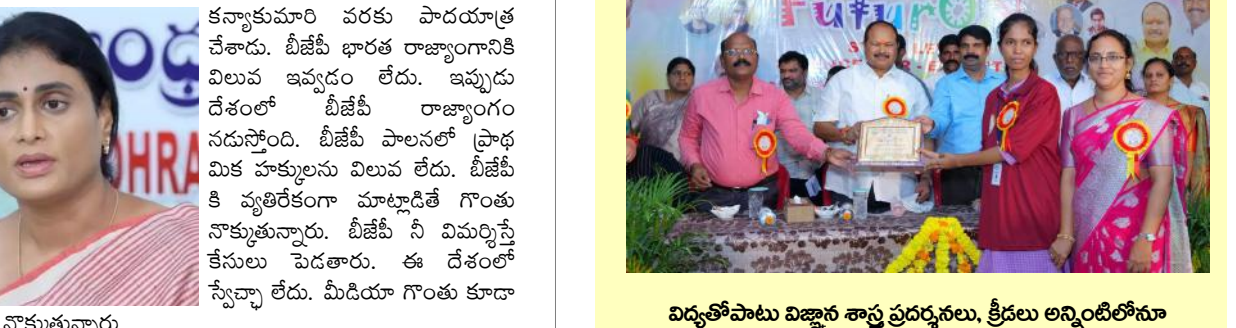 కన్యాకుమారి వరకు పాదయాత్ర
చేశాడు. బీజేపీ భారత రాజ్యాంగానికి
విలువ ఇవ్వడం లేదు. ఇప్పుడు
దేశంలో బీజేపీ రాజ్యాంగం
నడుస్తోంది. బీజేపీ పాలనలో ప్రాథ
మిక హక్కులను విలువ లేదు. బీజేపీ
కి వ్యతిరేకంగా మాట్లాడితే గొంతు
నొక్కుతున్నారు. బీజేపీ నీ విమర్శిస్తే
కేసులు పెడతారు. ఈ దేశంలో
స్వేచ్ఛా లేదు. మీడియా గొంతు కూడా
నొక్కుతున్నారు
విద్యతోపాటు విజ్ఞాన శాస్త్ర ప్రదర్శనలు, క్రీడలు అన్నింటిలోనూ